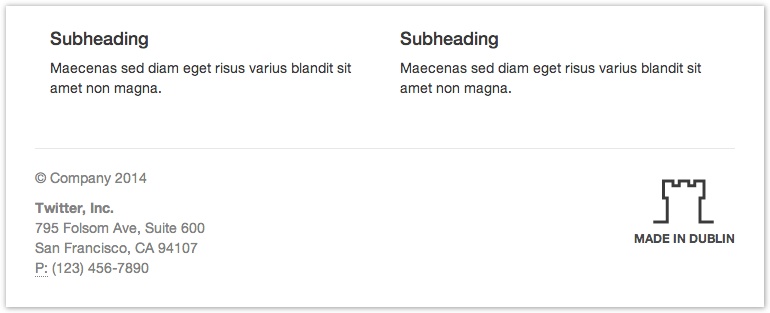 Subheading
Maecenas sed diam eget risus varius blandit sit
amet non magna.
Subheading
Maecenas sed diam eget risus varius blandit sit
amet non magna.
© Company 2014
Twitter, Inc.
795 Folsom Ave, Suite 600
San Francisco, CA 94107
P: (123) 456-7890
MADE IN DUBLIN